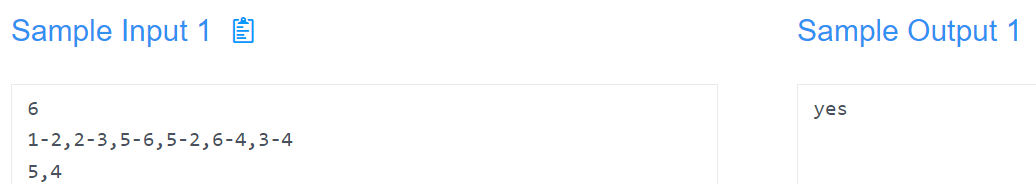 Sample Input 1
6
1-2,2-3,5-6,5-2,6-4,3-4
5,4
Sample Output 1
yes